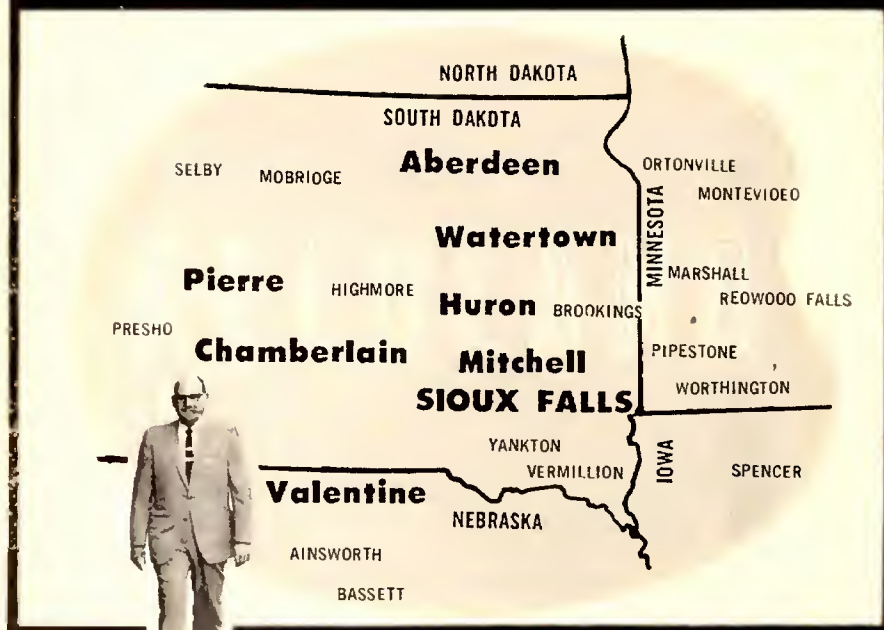 NORTH DAKOTA
SOUTH DAKOTA
SELBY
MOBRIOGE
Aberdeen
ORTONVILLE
MONTEVIOEO
MINNESOTA
Watertown
Pierre
HIGHMORE
Huron
BROOKINGS
MARSHALL
REOWOOO FALLS
PRESHO
Chamberlain
Mitchell
PIPESTONE
SIOUX FALLS
WORTHINGTON
YANKTON
VERMILLION
IOWA
SPENCER
Valentine
NEBRASKA
AINSWORTH
BASSETT